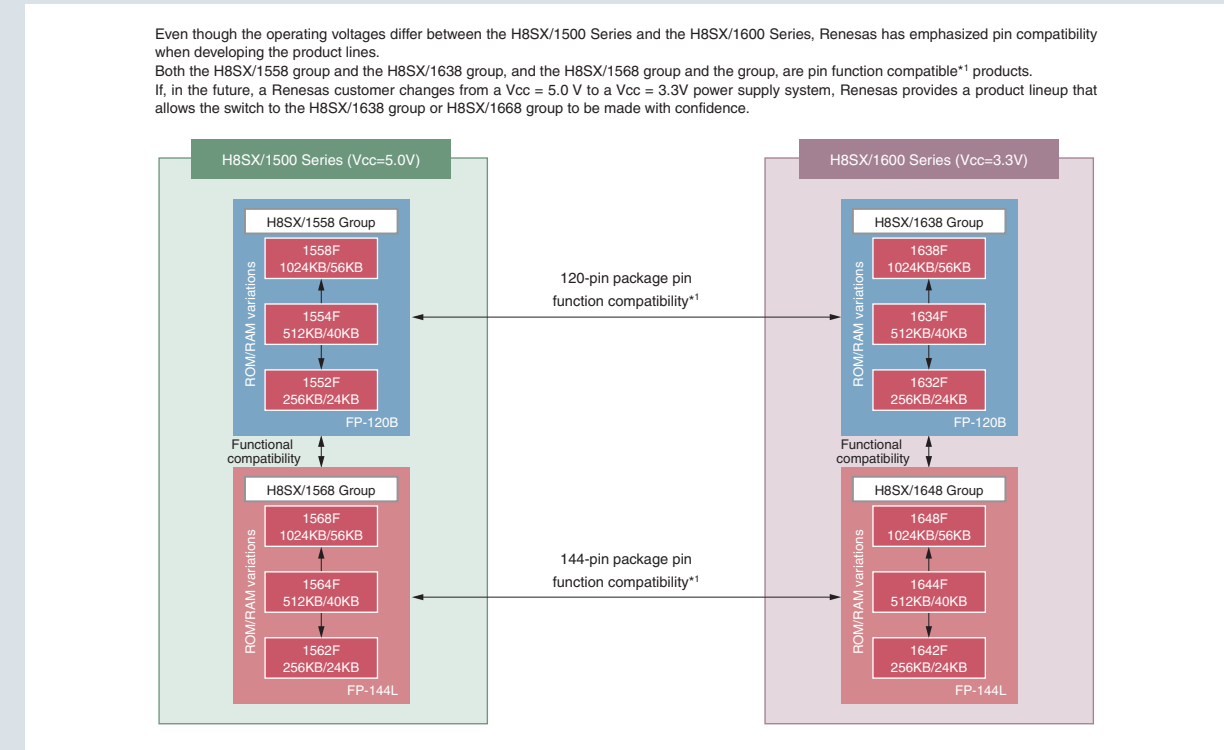 Even though the operating voltages differ between the H8SX/1500 Series and the H8SX/1600 Series, Renesas has emphasized pin compatibility
when developing the product lines.
Both the H8SX/1558 group and the H8SX/1638 group, and the H8SX/1568 group and the group, are pin function compatible*1 products.
If, in the future, a Renesas customer changes from a Vcc = 5.0 V to a Vcc = 3.3V power supply system, Renesas provides a product lineup that
allows the switch to the H8SX/1638 group or H8SX/1668 group to be made with confidence.
H8SX/1500 Series (Vcc=5.0V)
H8SX/1558 Group
ROM/RAM variations
1558F
1024KB/56KB
1554F
512KB/40KB
1552F
256KB/24KB
FP-120B
Functional
compatibility
H8SX/1568 Group
ROM/RAM variations
1568F
1024KB/56KB
1564F
512KB/40KB
1562F
256KB/24KB
FP-144L
120-pin package pin
function compatibility*1
144-pin package pin
function compatibility*1
H8SX/1600 Series (Vcc=3.3V)
H8SX/1638 Group
ROM/RAM variations
1638F
1024KB/56KB
1634F
512KB/40KB
1632F
256KB/24KB
FP-120B
Functional
compatibility
H8SX/1648 Group
ROM/RAM variations
1648F
1024KB/56KB
1644F
512KB/40KB
1642F
256KB/24KB
FP-144L